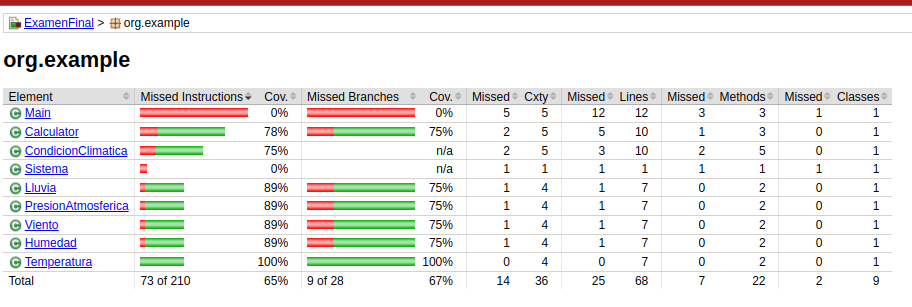 ExamenFinal > org.example
org.example
Element Missed Instructions Cov. Missed Branches Cov. Missed Cxty Missed Lines Missed Methods Missed Classes
Main 0% 0% 5 5 12 12 3 3 1 1
Calculator 78% 75% 2 5 5 10 1 3 0 1
CondicionClimatica 75% n/a 2 5 3 10 2 5 0 1
Sistema 0% n/a 1 1 1 1 1 1 1 1
Lluvia 89% 75% 1 4 1 7 0 2 0 1
PresionAtmosferica 89% 75% 1 4 1 7 0 2 0 1
Viento 89% 75% 1 4 1 7 0 2 0 1
Humedad 89% 75% 1 4 1 7 0 2 0 1
Temperatura 100% 100% 0 4 0 7 0 2 0 1
Total 73 of 210 65% 9 of 28 67% 14 36 25 68 7 22 2 9